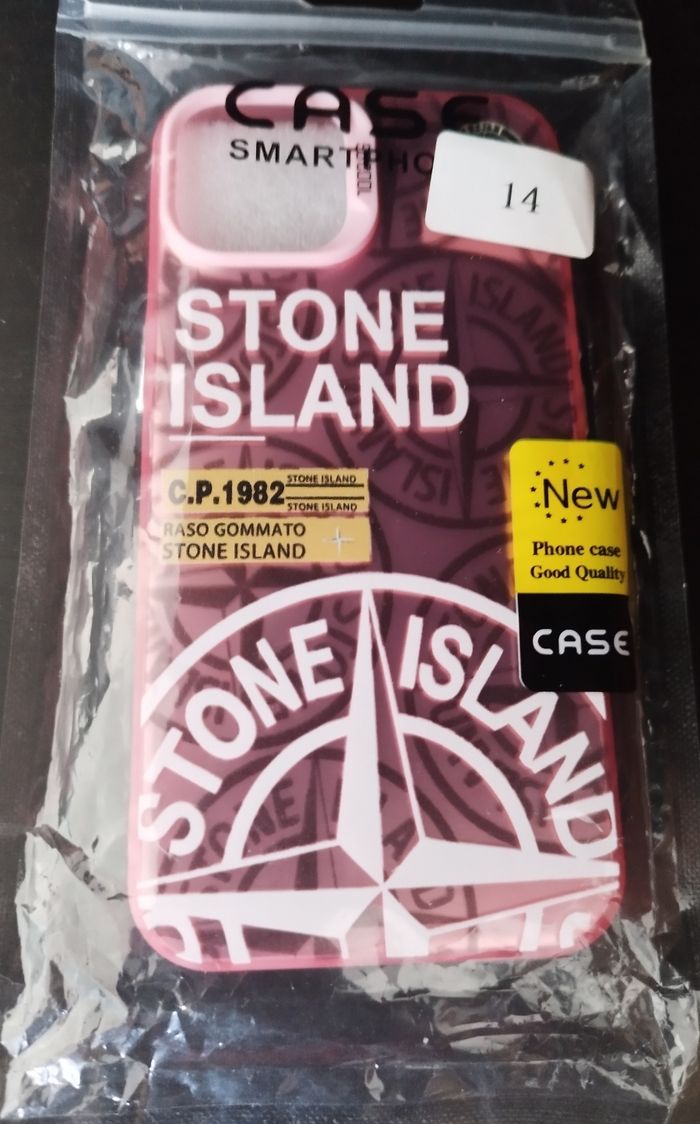 CASE
SMARTPHO
14
STONE
ISLAND
C.P.1982
STONE ISLAND
STONE ISLAND
RASO GOMMATO
STONE ISLAND
New
Phone case
Good Quality
CASE
STONE ISLAND